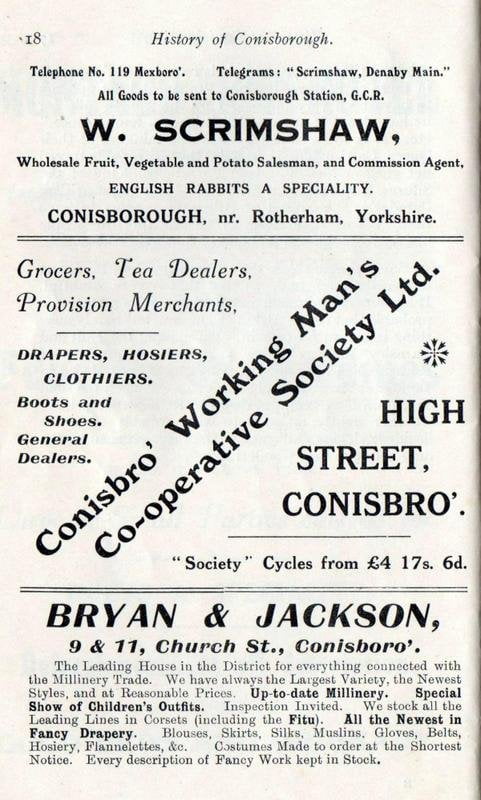 18 History of Conisborough.
Telephone No. 119 Mexboro'. Telegrams: "Scrimshaw, Denaby Main."
All Goods to be sent to Conisborough Station, G.C.R.
W. SCRIMSHAW,
Wholesale Fruit, Vegetable and Potato Salesman, and Commission Agent,
ENGLISH RABBITS A SPECIALITY.
CONISBOROUGH, nr. Rotherham, Yorkshire.
Grocers, Tea Dealers,
Provision Merchants,
DRAPERS, HOSIERS,
CLOTHIERS.
Boots and
Shoes.
General
Dealers.
Conisbro' Working Man's
Co-operative Society Ltd.
HIGH
STREET,
CONISBRO'.
"Society" Cycles from £4 17s. 6d.
BRYAN & JACKSON,
9 & 11, Church St., Conisboro'.
The Leading House in the District for everything connected with
the Millinery Trade. We have always the Largest Variety, the Newest
Styles, and at Reasonable Prices. Up-to-date Millinery. Special
Show of Children's Outfits. Inspection Invited. We stock all the
Leading Lines in Corsets (including the Fitu). All the Newest in
Fancy Drapery. Blouses, Skirts, Silks, Muslins, Gloves, Belts,
Hosiery, Flannelettes, &c. Costumes Made to order at the Shortest
Notice. Every description of Fancy Work kept in Stock.